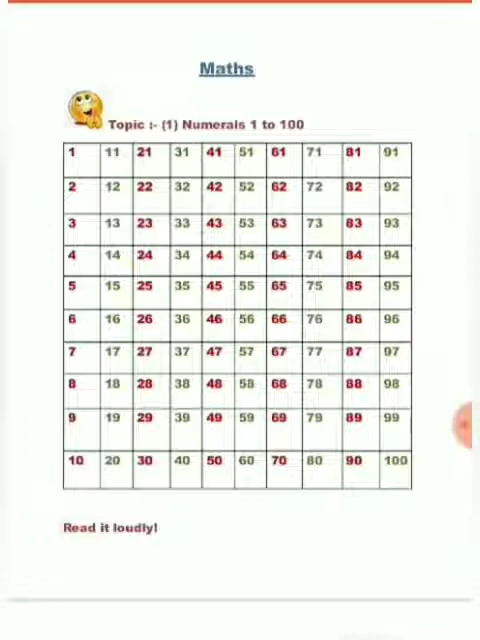 Maths
Topic :- (1) Numerals 1 to 100
1 11 21 31 41 51 61 71 81 91
2 12 22 32 42 52 62 72 82 92
3 13 23 33 43 53 63 73 83 93
4 14 24 34 44 54 64 74 84 94
5 15 25 35 45 55 65 75 85 95
6 16 26 36 46 56 66 76 86 96
7 17 27 37 47 57 67 77 87 97
8 18 28 38 48 58 68 78 88 98
9 19 29 39 49 59 69 79 89 99
10 20 30 40 50 60 70 80 90 100
Read it loudly!